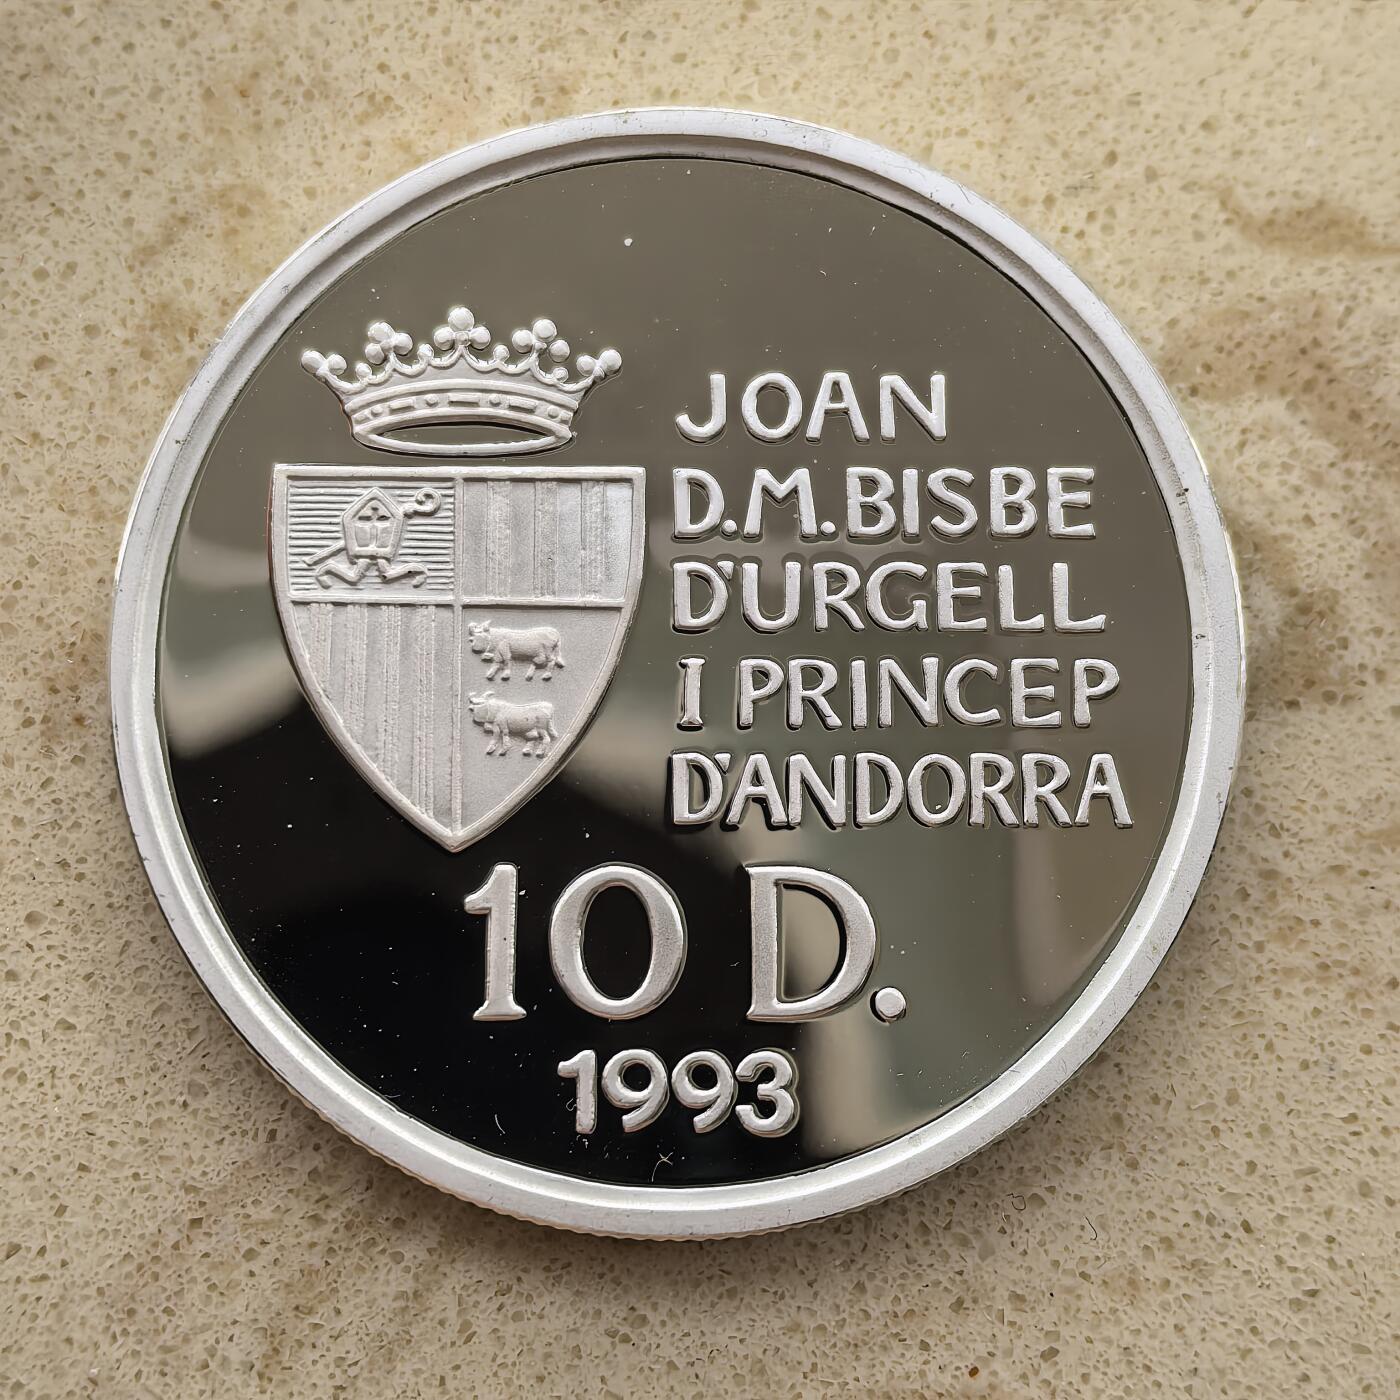 JOAN
D.M.BISBE
D'URGELL
I PRINCEP
D'ANDORRA
10 D.
1993